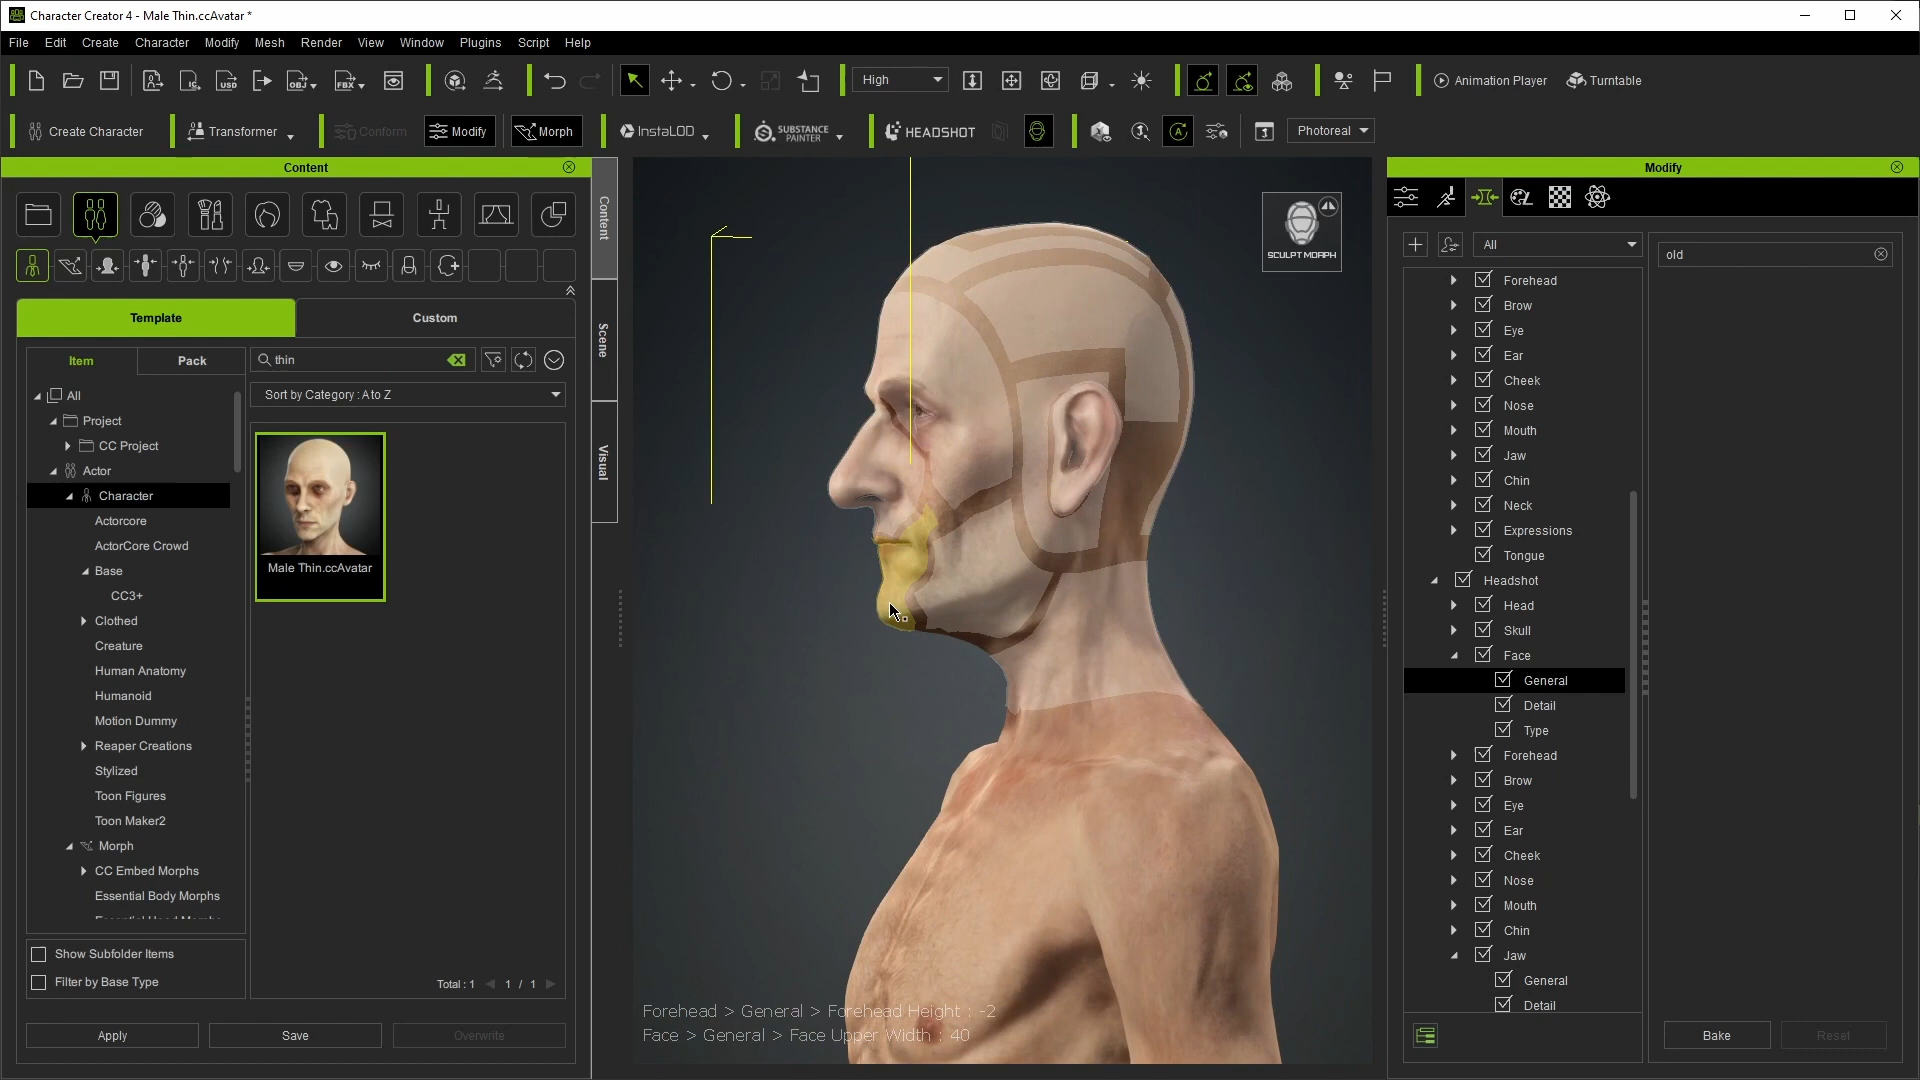 Character Creator 4 - Male Thin.ccAvatar *
File Edit Create Character Modify Mesh Render View Window Plugins Script Help
High Animation Player Turntable
Create Character Transformer Conform Modify Morph InstaLOD SUBSTANCE PAINTER HEADSHOT Photoreal
Content
Template Custom
Item Pack
thin
Sort by Category : A to Z
All
Project
CC Project
Actor
Character
Actorcore
ActorCore Crowd
Base
CC3+
Clothed
Creature
Human Anatomy
Humanoid
Motion Dummy
Reaper Creations
Stylized
Toon Figures
Toon Maker2
Morph
CC Embed Morphs
Essential Body Morphs
Male Thin.ccAvatar
Show Subfolder Items
Filter by Base Type
Total : 1 1 / 1
Apply Save Overwrite
Content
Scene
Visual
SCULPT MORPH
Forehead > General > Forehead Height : -2
Face > General > Face Upper Width : 40
Modify
All
old
Forehead
Brow
Eye
Ear
Cheek
Nose
Mouth
Jaw
Chin
Neck
Expressions
Tongue
Headshot
Head
Skull
Face
General
Detail
Type
Forehead
Brow
Eye
Ear
Cheek
Nose
Mouth
Chin
Jaw
General
Detail
Bake Reset